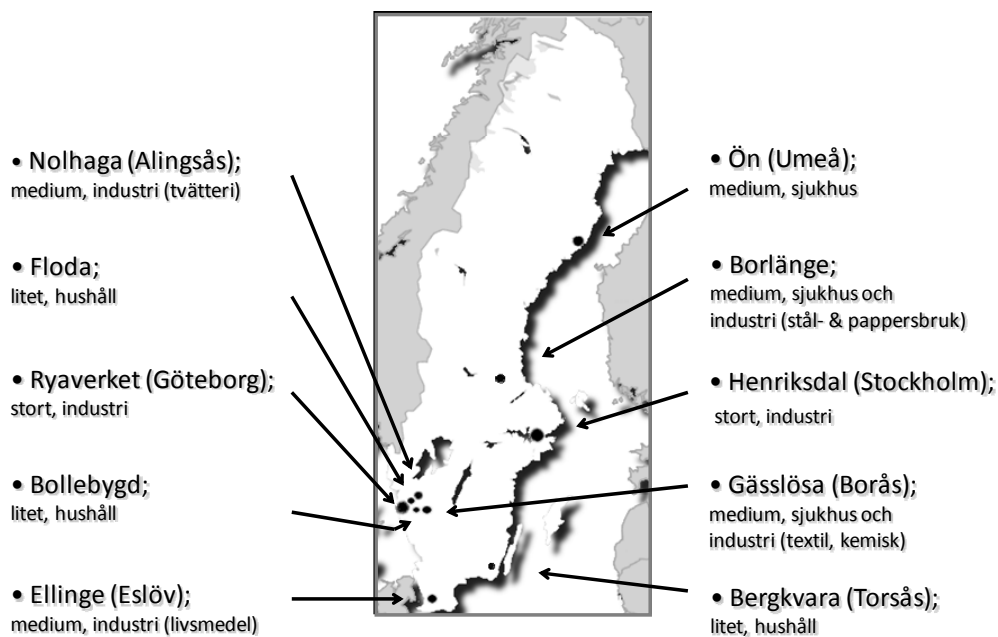 • Nolhaga (Alingsås);
medium, industri (tvätteri)
• Floda;
litet, hushåll
• Ryaverket (Göteborg);
stort, industri
• Bollebygd;
litet, hushåll
• Ellinge (Eslöv);
medium, industri (livsmedel)
• Ön (Umeå);
medium, sjukhus
• Borlänge;
medium, sjukhus och
industri (stål- & pappersbruk)
• Henriksdal (Stockholm);
stort, industri
• Gässlösa (Borås);
medium, sjukhus och
industri (textil, kemisk)
• Bergkvara (Torsås);
litet, hushåll